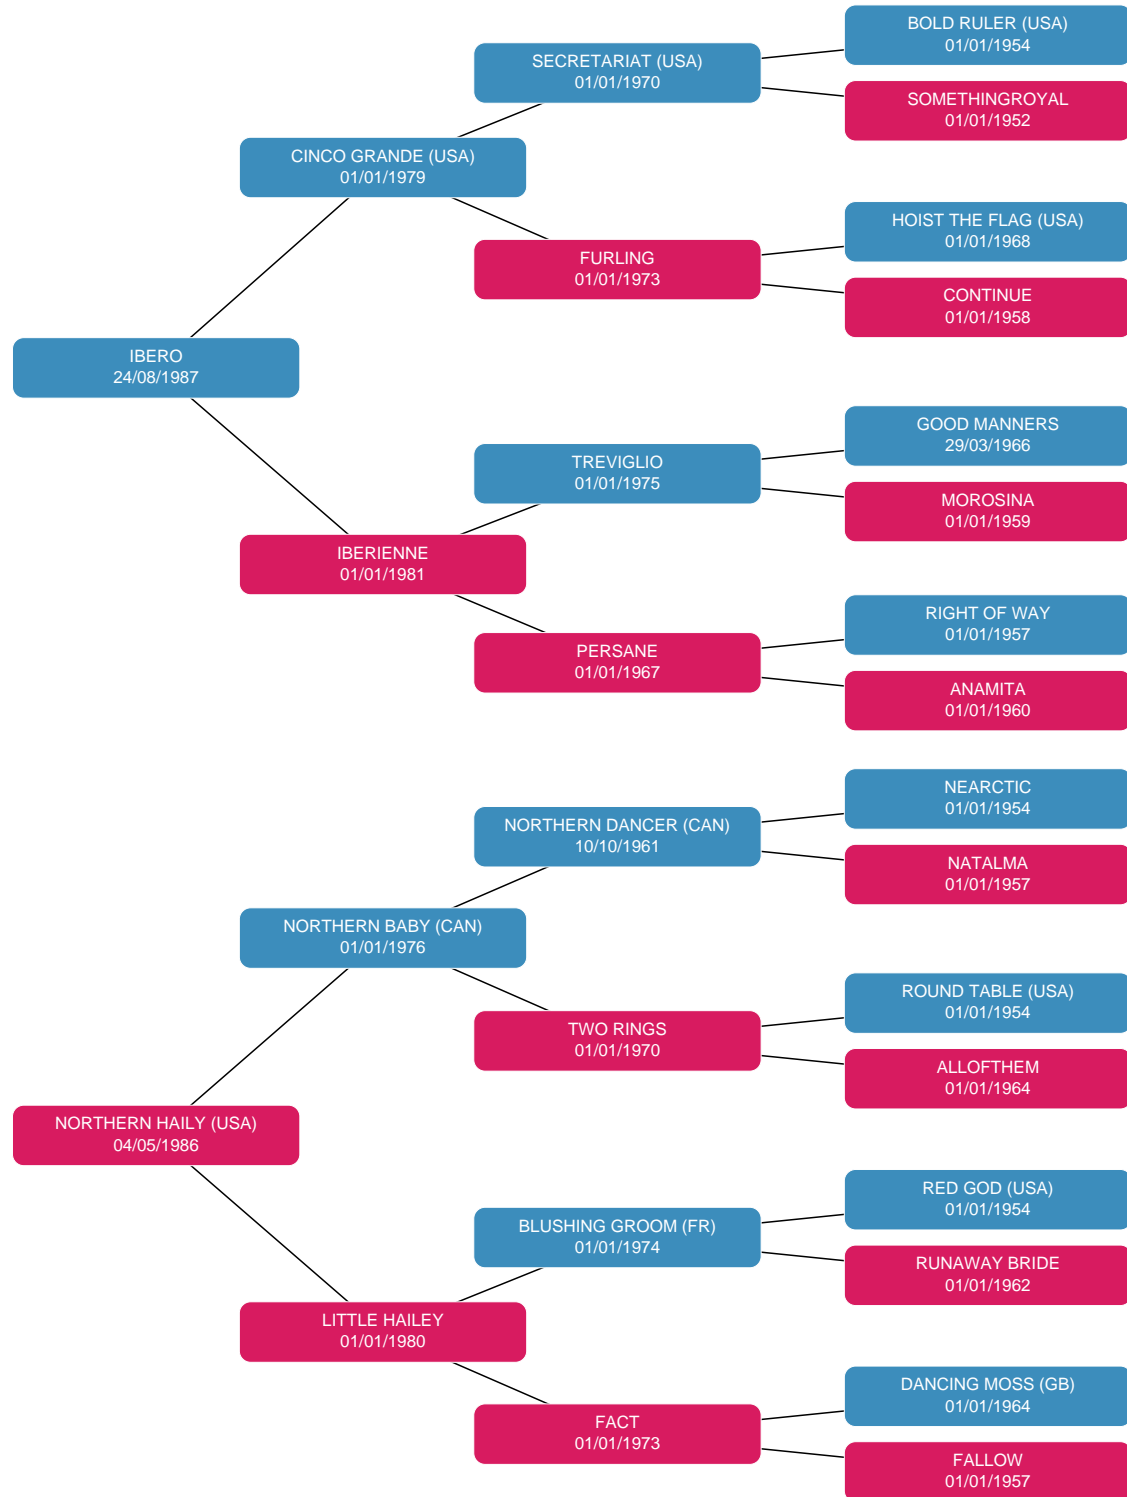 BOLD RULER (USA)
01/01/1954
SECRETARIAT (USA)
01/01/1970
SOMETHINGROYAL
01/01/1952
CINCO GRANDE (USA)
01/01/1979
HOIST THE FLAG (USA)
01/01/1968
FURLING
01/01/1973
CONTINUE
01/01/1958
IBERO
24/08/1987
GOOD MANNERS
29/03/1966
TREVIGLIO
01/01/1975
MOROSINA
01/01/1959
IBERIENNE
01/01/1981
RIGHT OF WAY
01/01/1957
PERSANE
01/01/1967
ANAMITA
01/01/1960
NEARCTIC
01/01/1954
NORTHERN DANCER (CAN)
10/10/1961
NATALMA
01/01/1957
NORTHERN BABY (CAN)
01/01/1976
ROUND TABLE (USA)
01/01/1954
TWO RINGS
01/01/1970
ALLOFTHEM
01/01/1964
NORTHERN HAILY (USA)
04/05/1986
RED GOD (USA)
01/01/1954
BLUSHING GROOM (FR)
01/01/1974
RUNAWAY BRIDE
01/01/1962
LITTLE HAILEY
01/01/1980
DANCING MOSS (GB)
01/01/1964
FACT
01/01/1973
FALLOW
01/01/1957